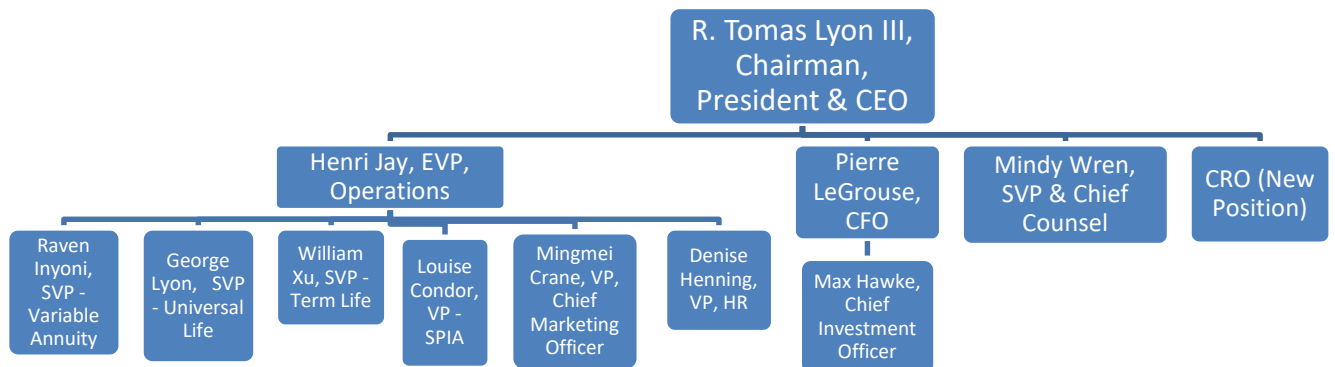 R. Tomas Lyon III,
Chairman,
President & CEO
Henri Jay, EVP,
Operations
Pierre
LeGrouse,
CFO
Mindy Wren,
SVP & Chief
Counsel
CRO (New
Position)
Raven
Inyoni,
SVP -
Variable
Annuity
George
Lyon, SVP
- Universal
Life
William
Xu, SVP -
Term Life
Louise
Condor,
VP -
SPIA
Mingmei
Crane, VP,
Chief
Marketing
Officer
Denise
Henning,
VP, HR
Max Hawke,
Chief
Investment
Officer